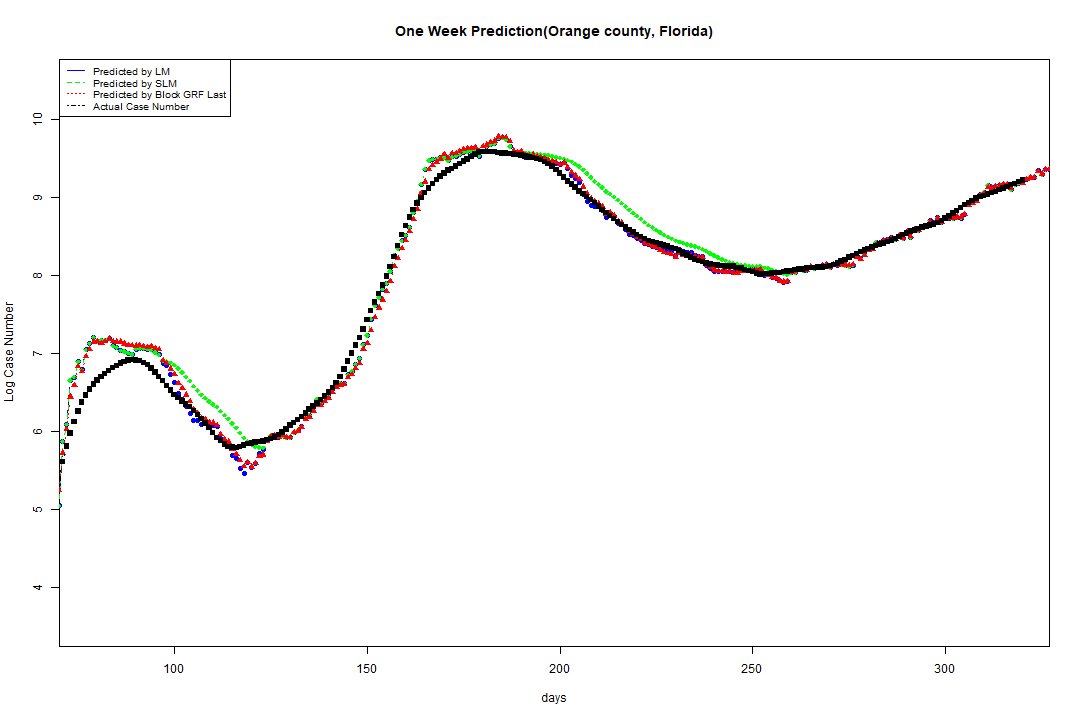 One Week Prediction(Orange county, Florida)
Predicted by LM
Predicted by SLM
Predicted by Block GRF Last
Actual Case Number
Log Case Number
10
9
8
7
6
5
4
100 150 200 250 300
days